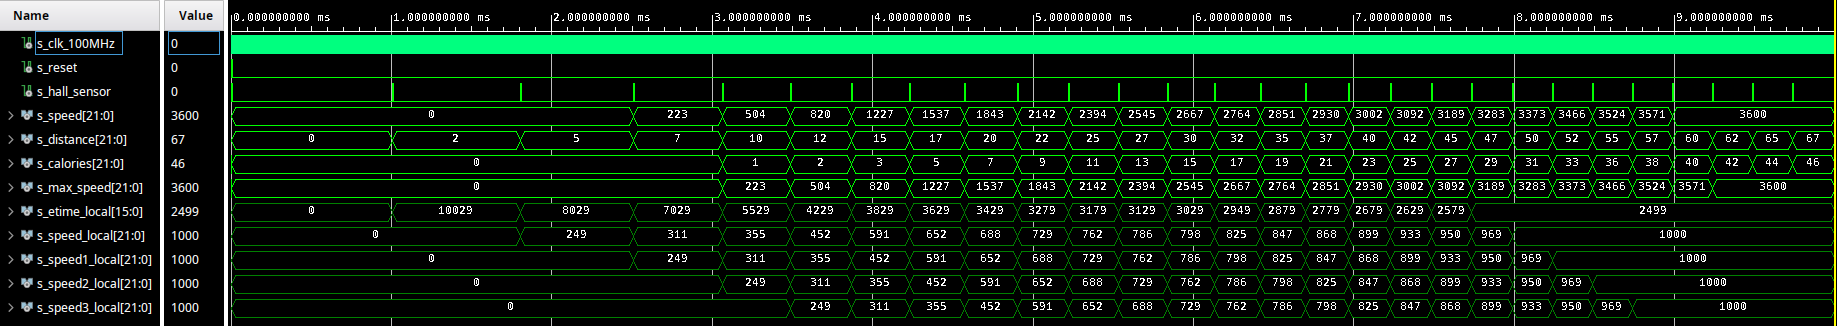 Name Value 0.000000000 ms 1.000000000 ms 2.000000000 ms 3.000000000 ms 4.000000000 ms 5.000000000 ms 6.000000000 ms 7.000000000 ms 8.000000000 ms 9.000000000 ms
s_clk_100MHz 0
s_reset 0
s_hall_sensor 0
s_speed[21:0] 3600 0 223 504 820 1227 1537 1843 2142 2394 2545 2667 2764 2851 2930 3002 3092 3189 3283 3373 3466 3524 3571 3600
s_distance[21:0] 67 0 2 5 7 10 12 15 17 20 22 25 27 30 32 35 37 40 42 45 47 50 52 55 57 60 62 65 67
s_calories[21:0] 46 0 1 2 3 5 7 9 11 13 15 17 19 21 23 25 27 29 31 33 36 38 40 42 44 46
s_max_speed[21:0] 3600 0 223 504 820 1227 1537 1843 2142 2394 2545 2667 2764 2851 2930 3002 3092 3189 3283 3373 3466 3524 3571 3600
s_etime_local[15:0] 2499 0 10029 8029 7029 5529 4229 3829 3629 3429 3279 3179 3129 3029 2949 2879 2779 2679 2629 2579 2499
s_speed_local[21:0] 1000 0 249 311 355 452 591 652 688 729 762 786 798 825 847 868 899 933 950 969 1000
s_speed1_local[21:0] 1000 0 249 311 355 452 591 652 688 729 762 786 798 825 847 868 899 933 950 969 1000
s_speed2_local[21:0] 1000 0 249 311 355 452 591 652 688 729 762 786 798 825 847 868 899 933 950 969 1000
s_speed3_local[21:0] 1000 0 249 311 355 452 591 652 688 729 762 786 798 825 847 868 899 933 950 969 1000